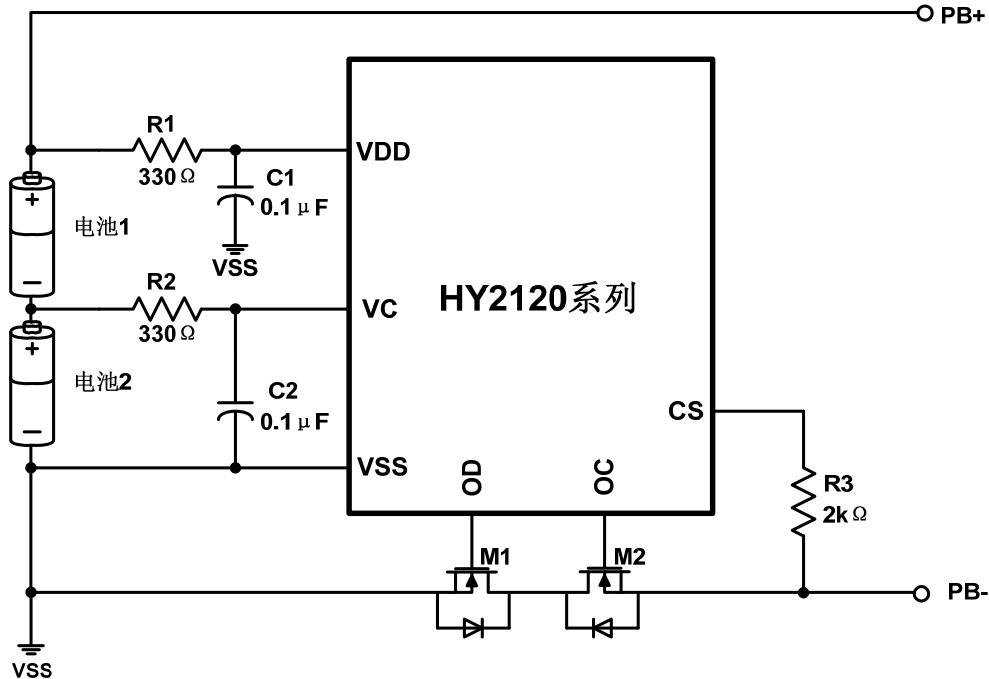 PB+
R1
330Ω
VDD
C1
0.1μF
VSS
+
电池1
−
R2
330Ω
VC
HY2120系列
+
电池2
−
C2
0.1μF
CS
VSS
OD
OC
R3
2kΩ
M1
M2
PB-
VSS